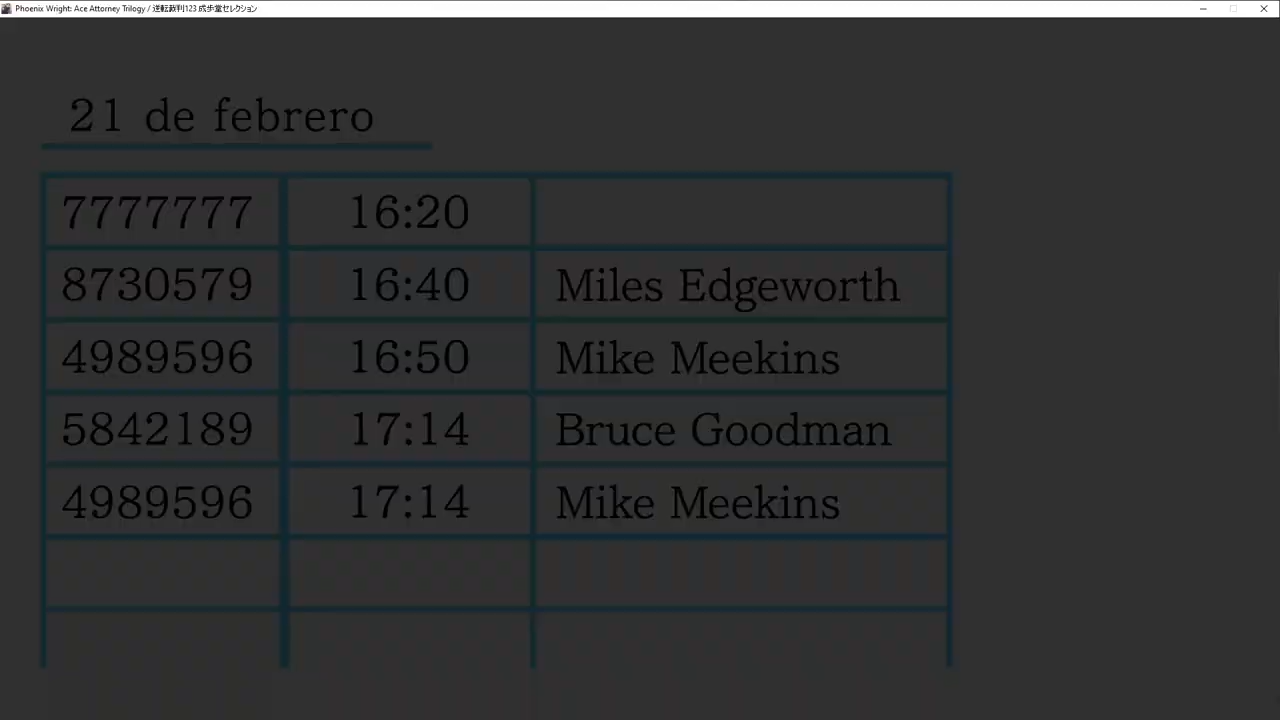 Phoenix Wright: Ace Attorney Trilogy / 逆転裁判123 成歩堂セレクション
21 de febrero
7777777 16:20
8730579 16:40 Miles Edgeworth
4989596 16:50 Mike Meekins
5842189 17:14 Bruce Goodman
4989596 17:14 Mike Meekins